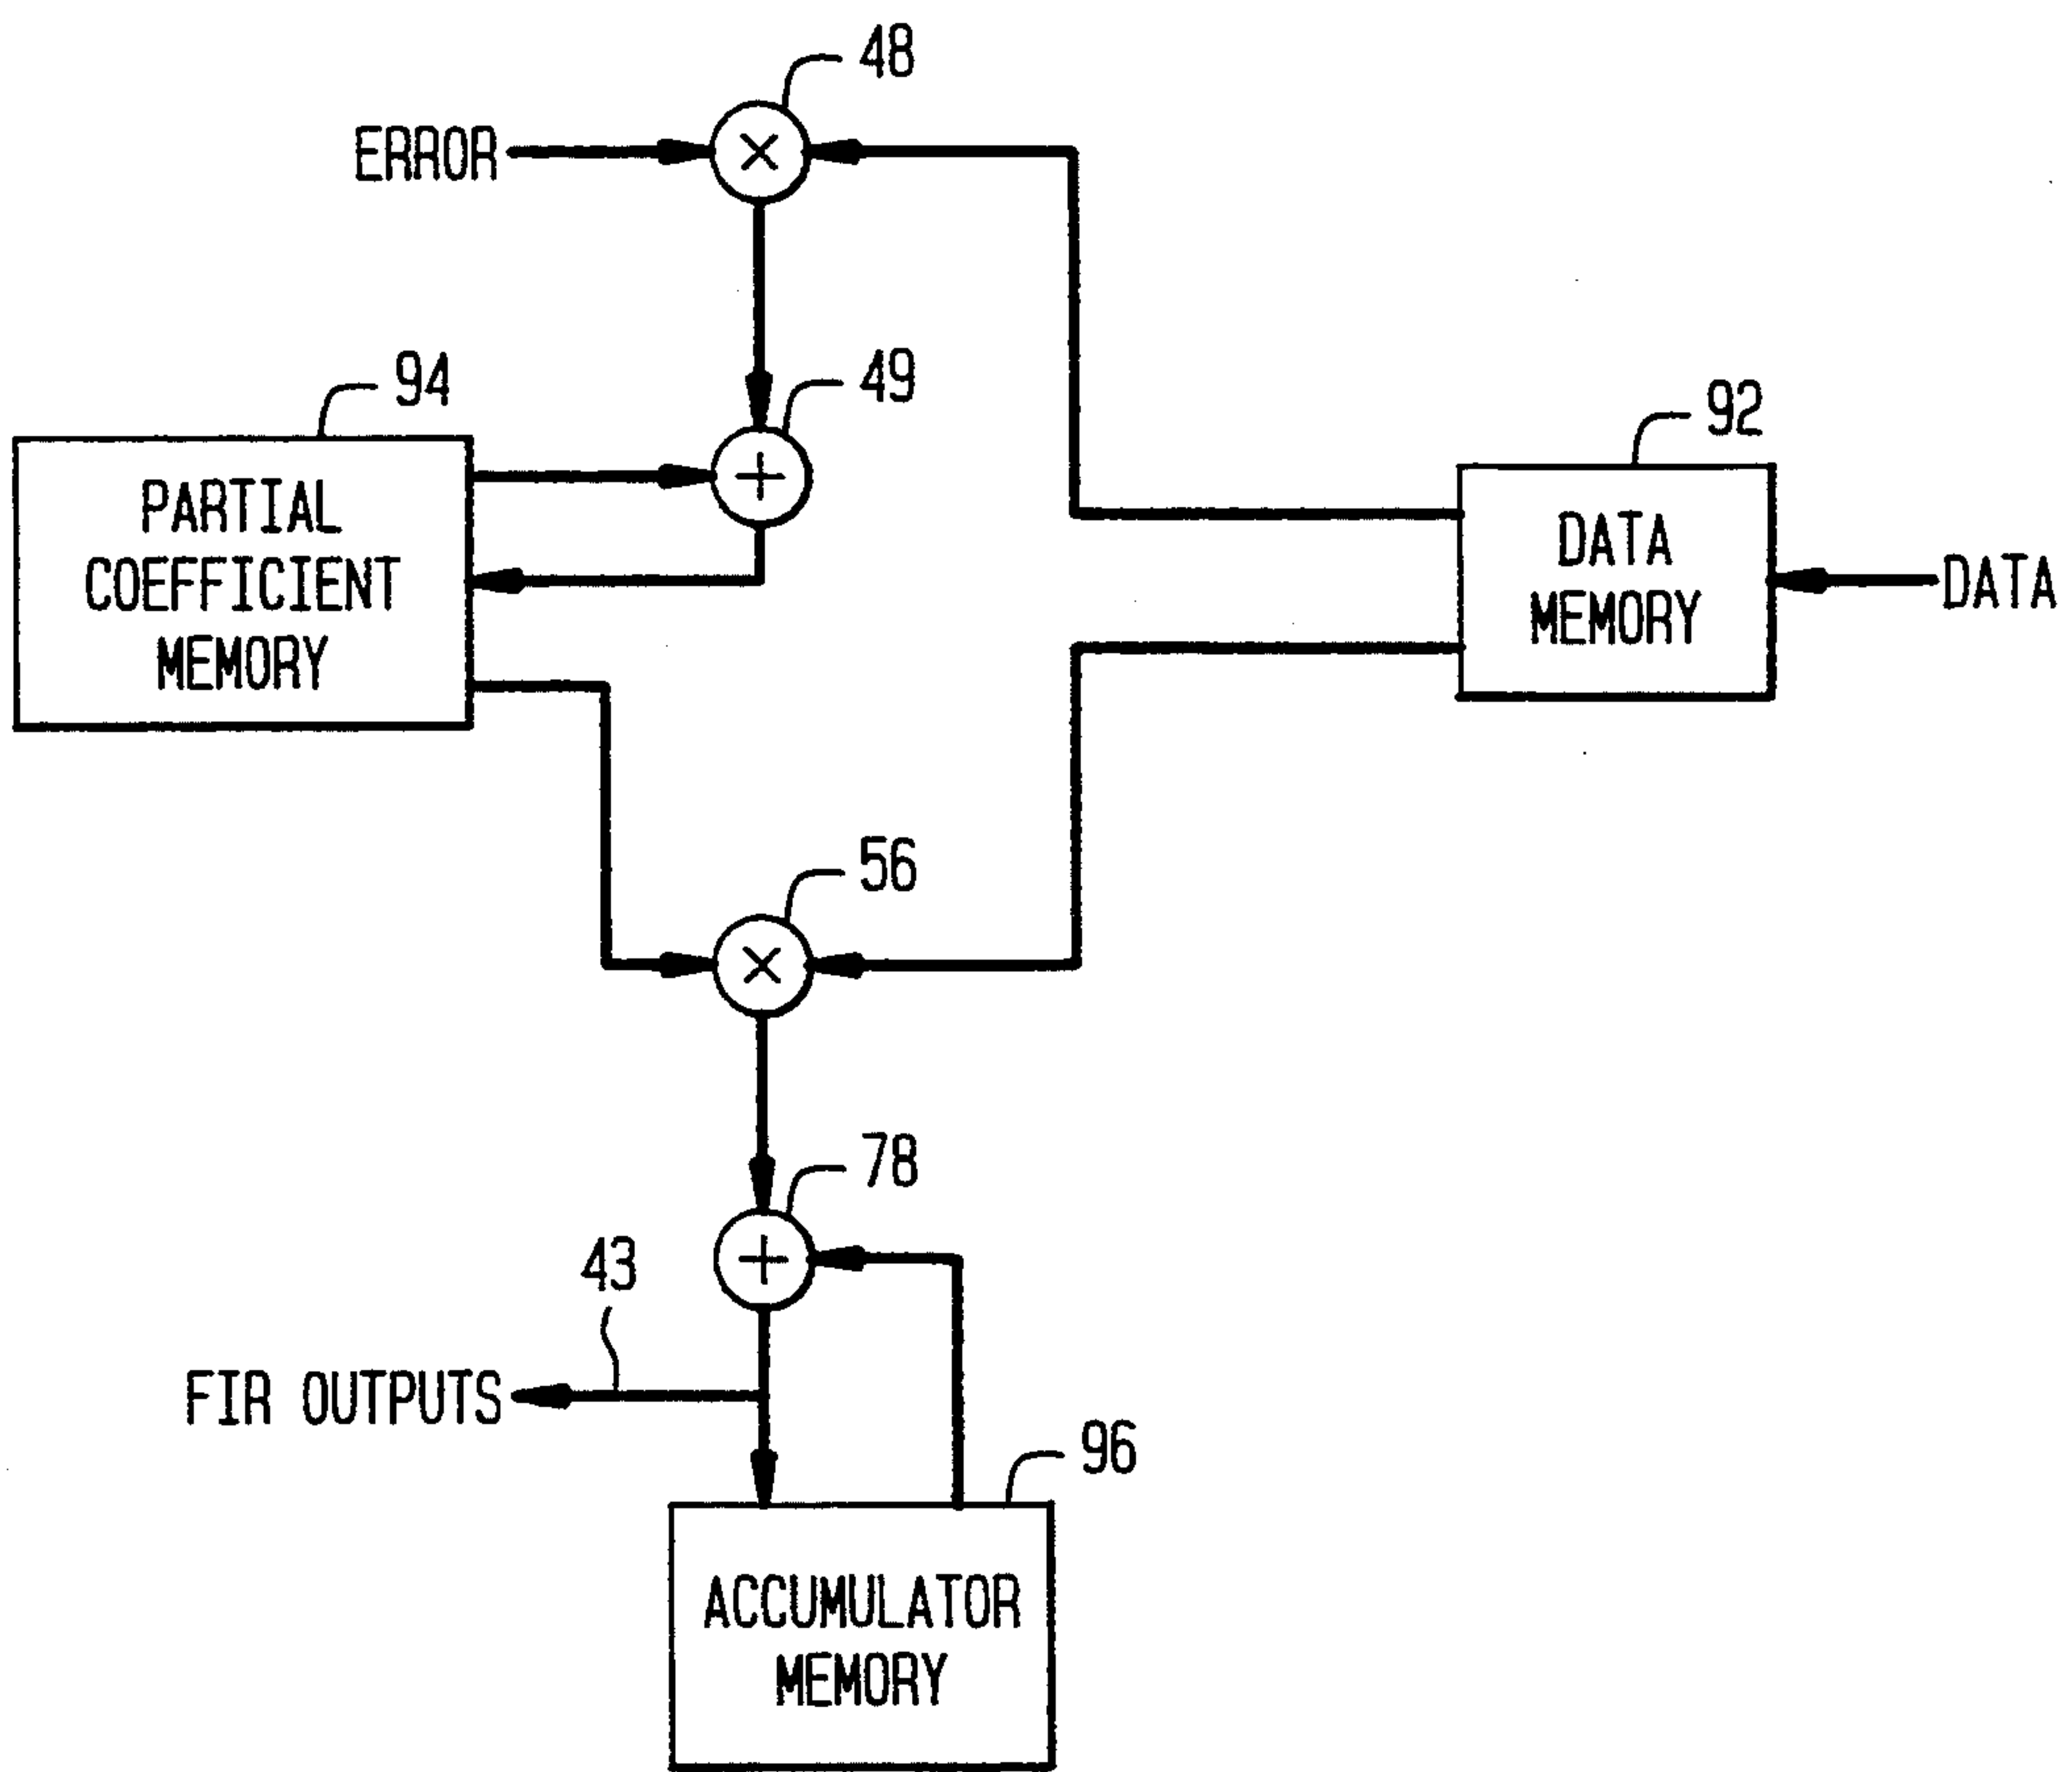 48
ERROR
94
49
92
PARTIAL
COEFFICIENT
MEMORY
DATA
MEMORY
DATA
56
78
43
FIR OUTPUTS
96
ACCUMULATOR
MEMORY